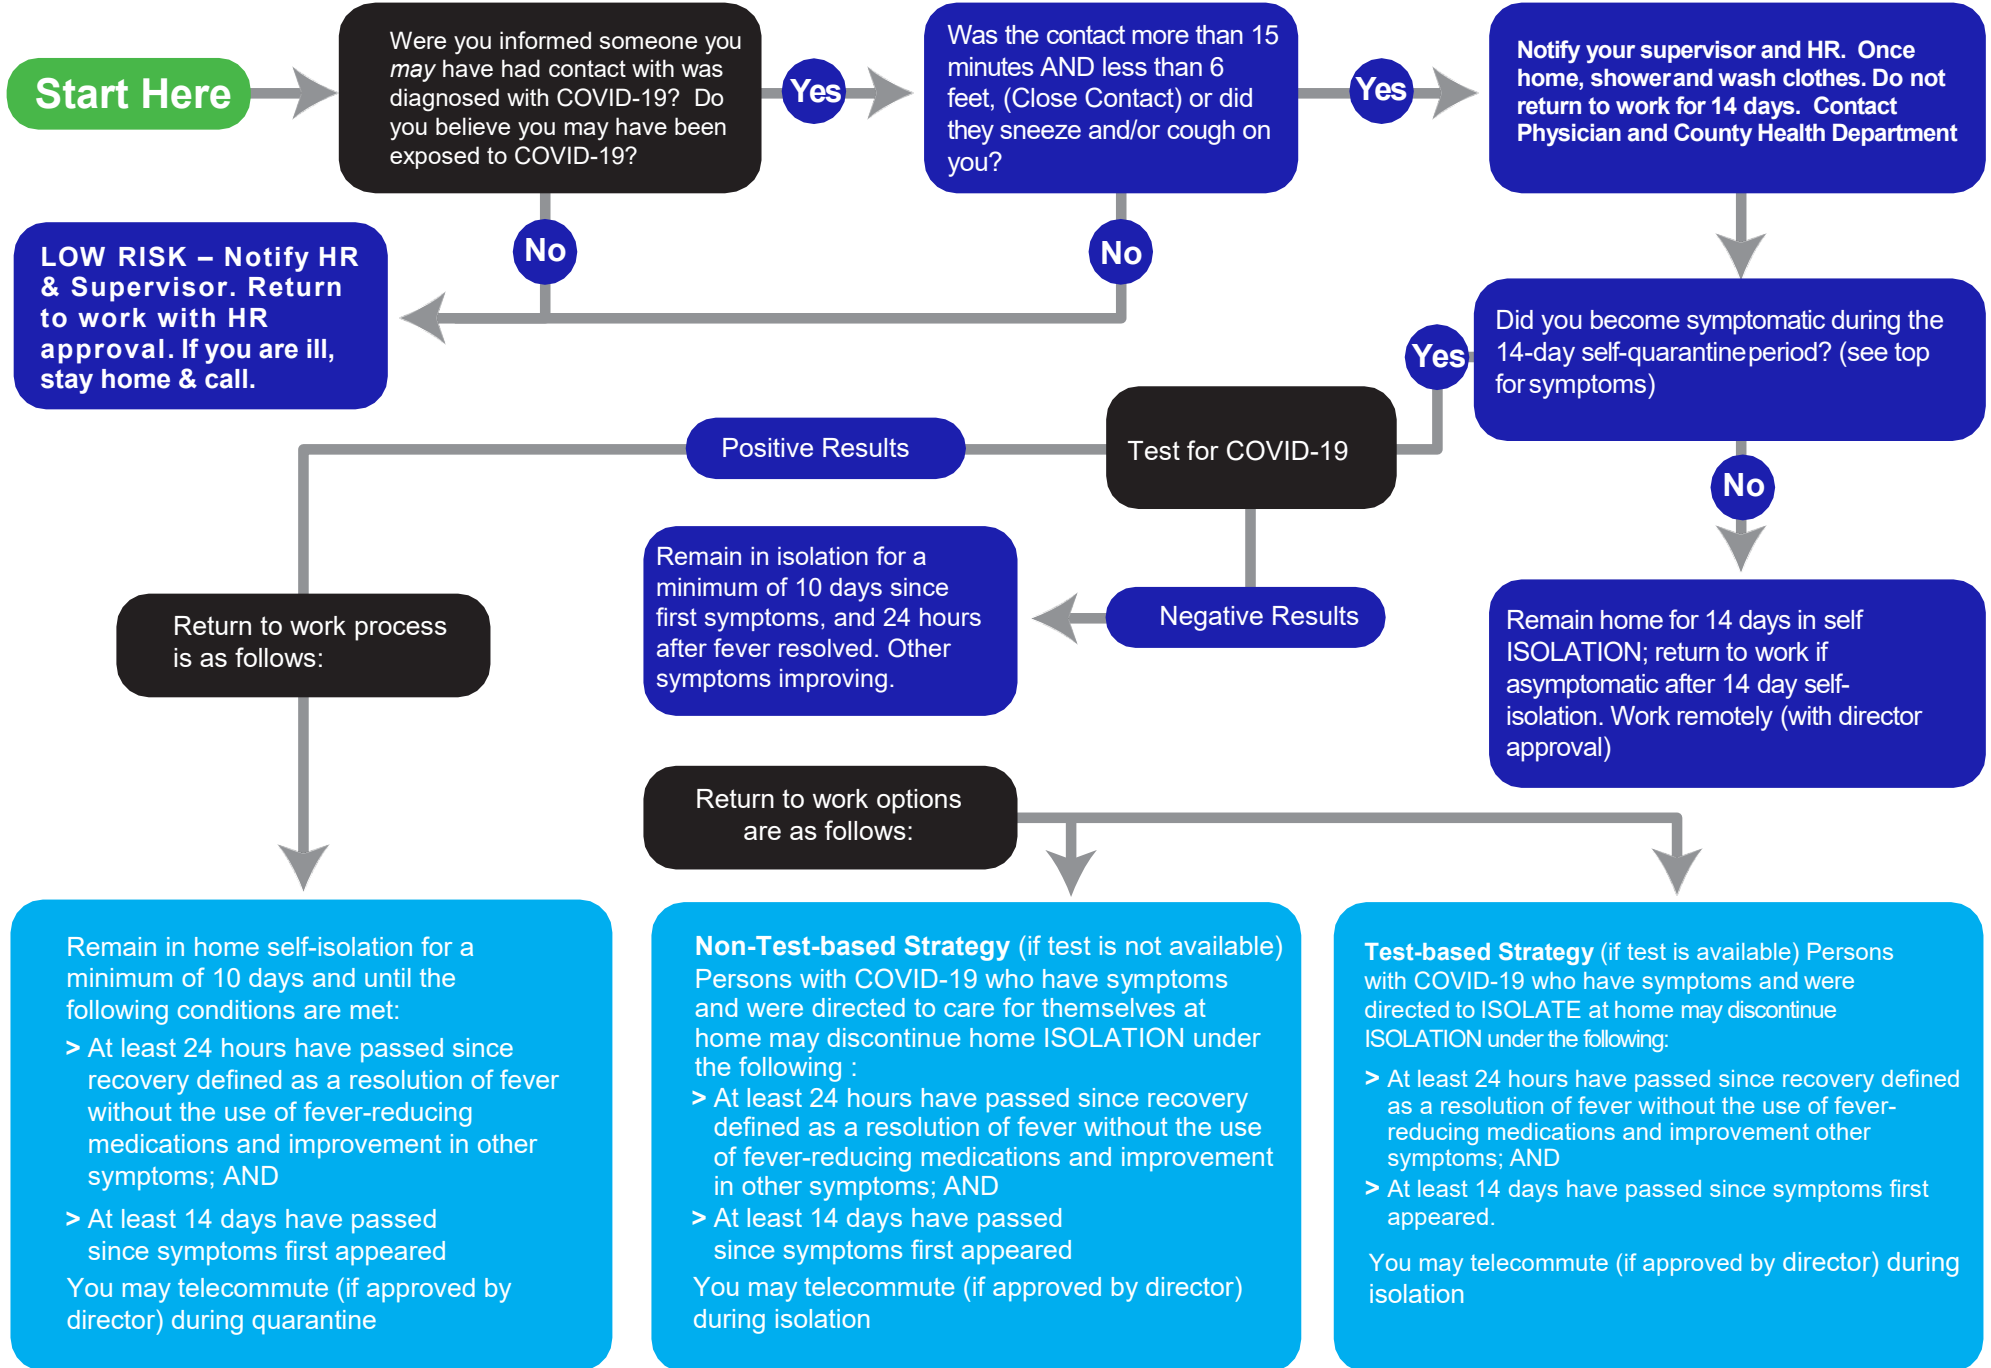 Start Here
Were you informed someone you
may have had contact with was
diagnosed with COVID-19? Do
you believe you may have been
exposed to COVID-19?
Yes
Was the contact more than 15
minutes AND less than 6
feet, (Close Contact) or did
they sneeze and/or cough on
you?
Yes
Notify your supervisor and HR. Once
home, shower and wash clothes. Do not
return to work for 14 days. Contact
Physician and County Health Department
No
No
LOW RISK – Notify HR
& Supervisor. Return
to work with HR
approval. If you are ill,
stay home & call.
Did you become symptomatic during the
14-day self-quarantine period? (see top
for symptoms)
Yes
Test for COVID-19
Positive Results
No
Remain in isolation for a
minimum of 10 days since
first symptoms, and 24 hours
after fever resolved. Other
symptoms improving.
Negative Results
Return to work process
is as follows:
Remain home for 14 days in self
ISOLATION; return to work if
asymptomatic after 14 day self-
isolation. Work remotely (with director
approval)
Return to work options
are as follows:
Remain in home self-isolation for a
minimum of 10 days and until the
following conditions are met:
> At least 24 hours have passed since
recovery defined as a resolution of fever
without the use of fever-reducing
medications and improvement in other
symptoms; AND
> At least 14 days have passed
since symptoms first appeared
You may telecommute (if approved by
director) during quarantine
Non-Test-based Strategy (if test is not available)
Persons with COVID-19 who have symptoms
and were directed to care for themselves at
home may discontinue home ISOLATION under
the following :
> At least 24 hours have passed since recovery
defined as a resolution of fever without the use
of fever-reducing medications and improvement
in other symptoms; AND
> At least 14 days have passed
since symptoms first appeared
You may telecommute (if approved by director)
during isolation
Test-based Strategy (if test is available) Persons
with COVID-19 who have symptoms and were
directed to ISOLATE at home may discontinue
ISOLATION under the following:
> At least 24 hours have passed since recovery defined
as a resolution of fever without the use of fever-
reducing medications and improvement other
symptoms; AND
> At least 14 days have passed since symptoms first
appeared.
You may telecommute (if approved by director) during
isolation